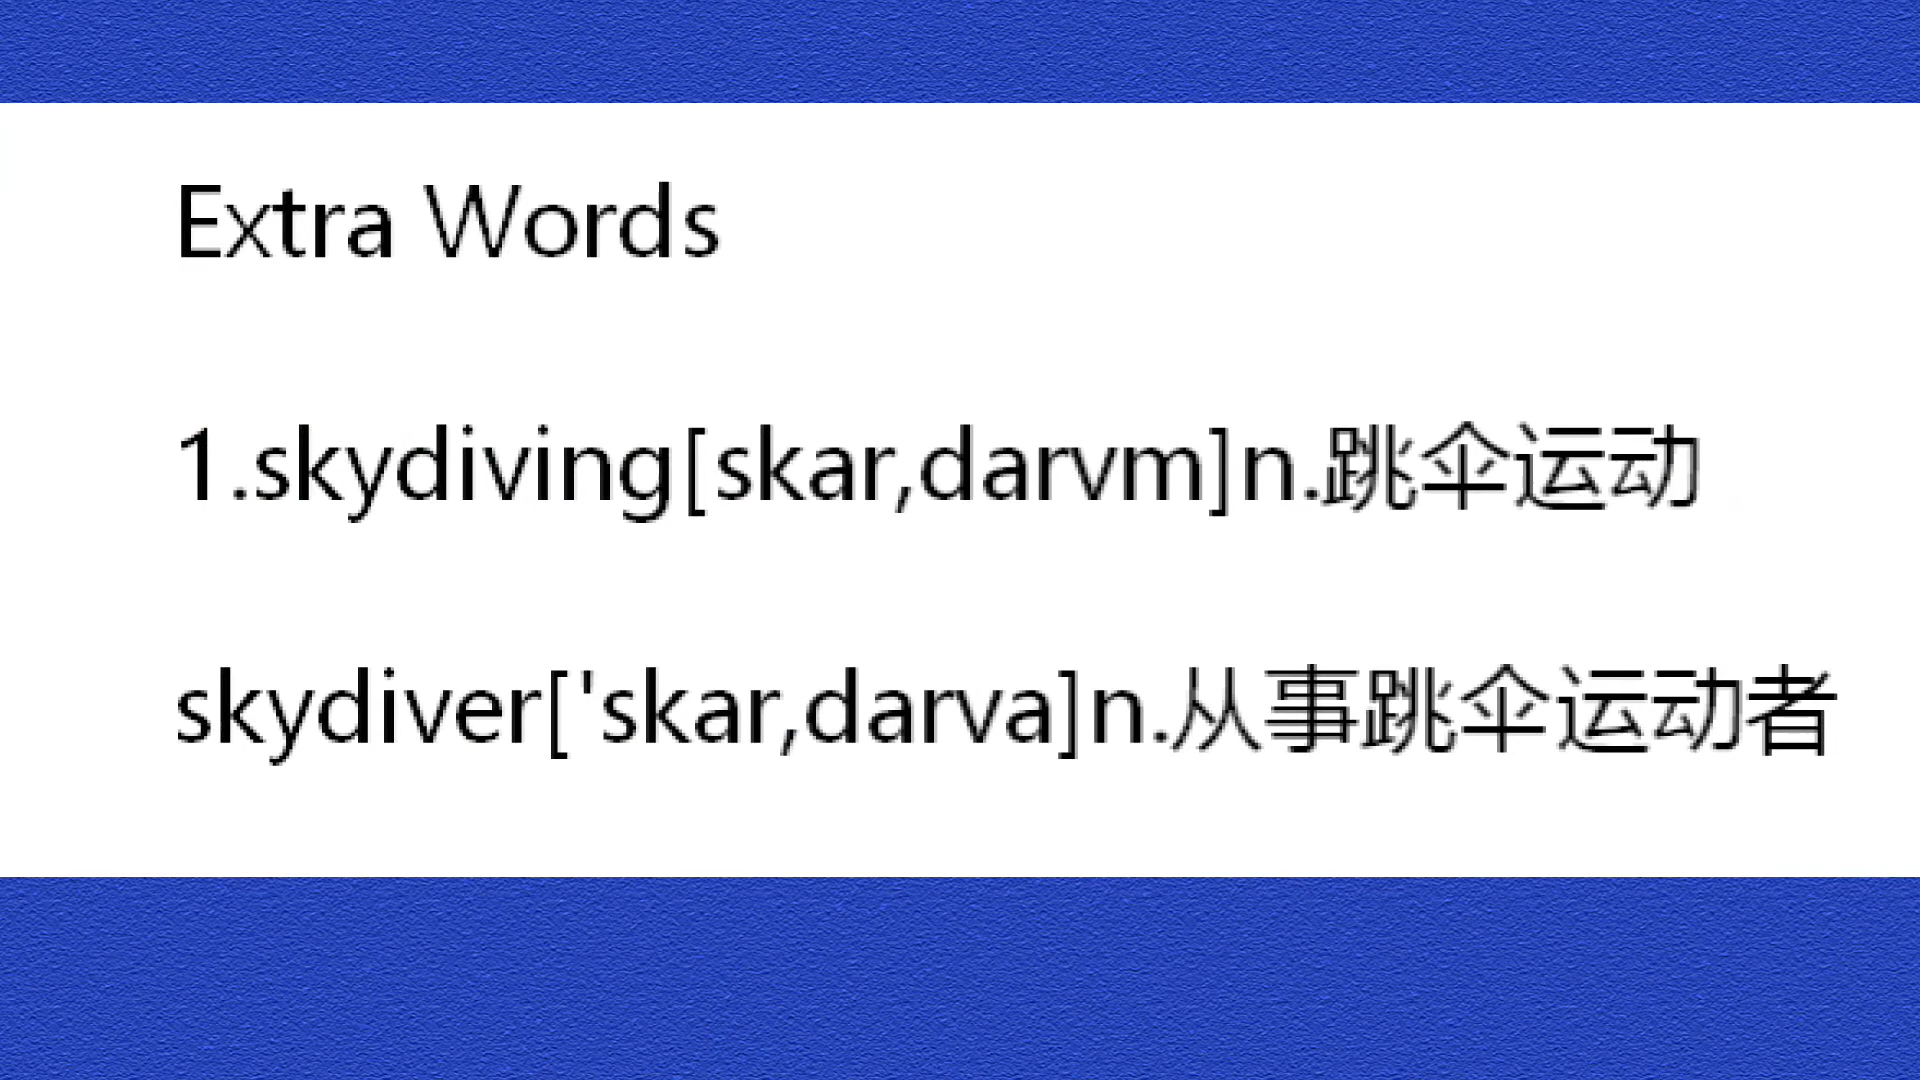 Extra Words
1.skydiving[skar,darvm]n.跳伞运动
skydiver['skar,darva]n.从事跳伞运动者